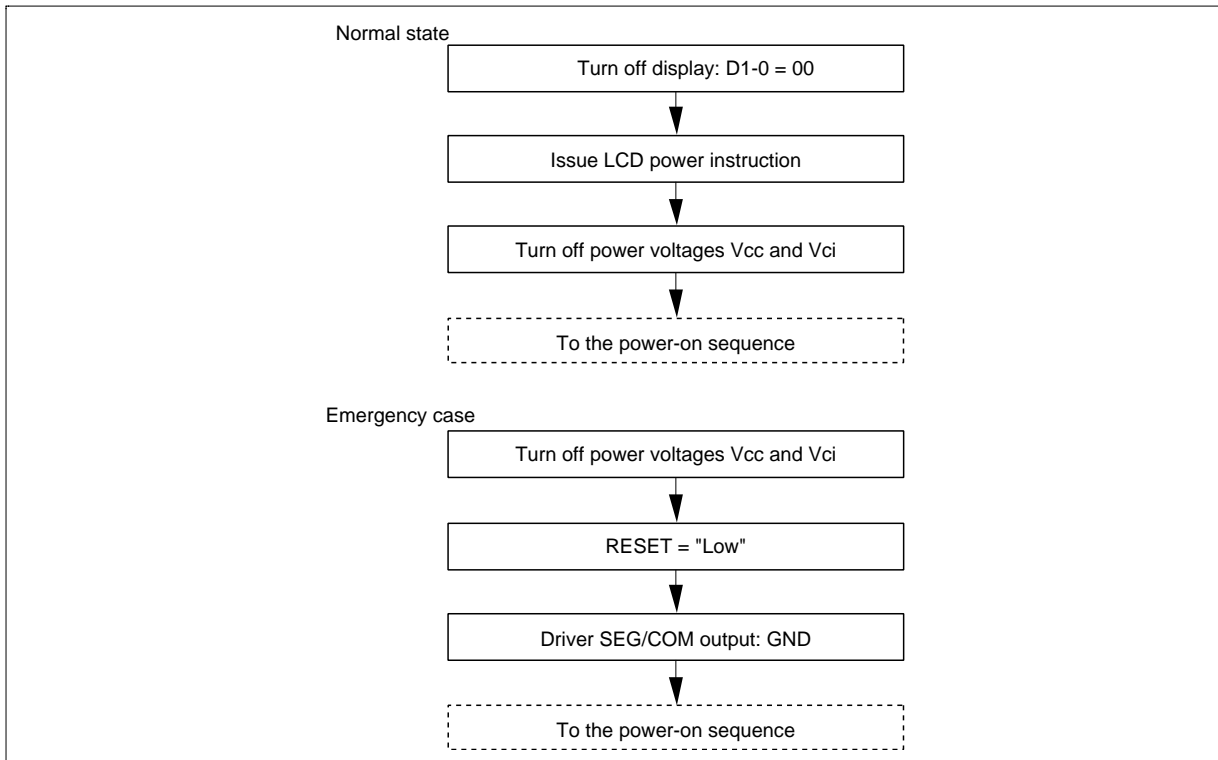 Normal state
Turn off display: D1-0 = 00
Issue LCD power instruction
Turn off power voltages Vcc and Vci
To the power-on sequence
Emergency case
Turn off power voltages Vcc and Vci
RESET = "Low"
Driver SEG/COM output: GND
To the power-on sequence